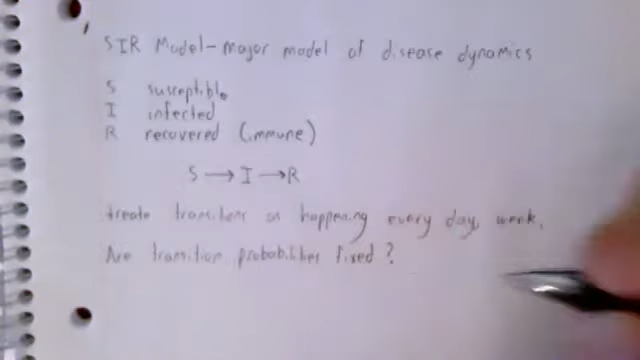 SIR Model - major model of disease dynamics
S susceptible
I infected
R recovered (immune)
S → I → R
treate transitions as happening every day, week,
Are transition probabilities fixed?